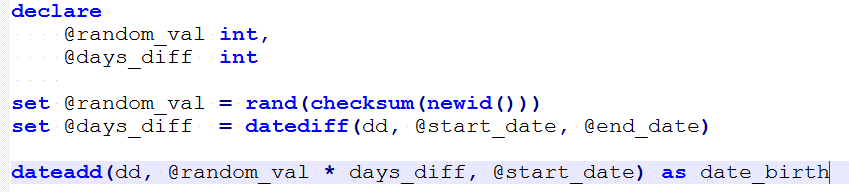 declare
@random_val int,
@days_diff int
set @random_val = rand(checksum(newid()))
set @days_diff = datediff(dd, @start_date, @end_date)
dateadd(dd, @random_val * days_diff, @start_date) as date_birth